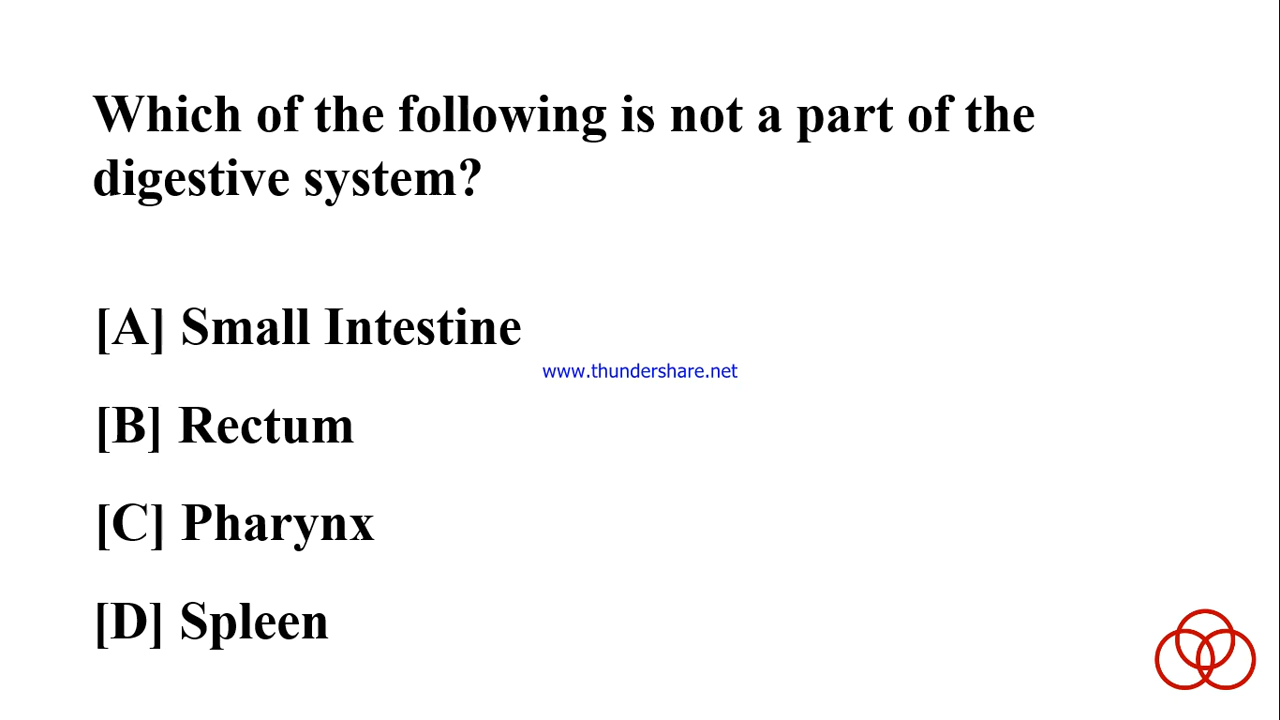 Which of the following is not a part of the
digestive system?
[A] Small Intestine
www.thundershare.net
[B] Rectum
[C] Pharynx
[D] Spleen